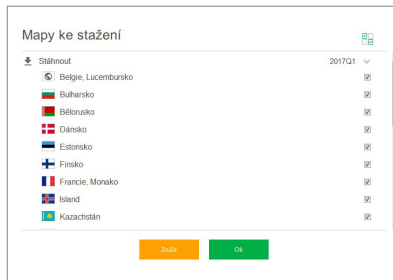 Mapy ke stažení
Stáhnout 2017Q1
Belgie, Lucembursko
Bulharsko
Bělorusko
Dánsko
Estonsko
Finsko
Francie, Monako
Island
Kazachstán
Zrušit Ok